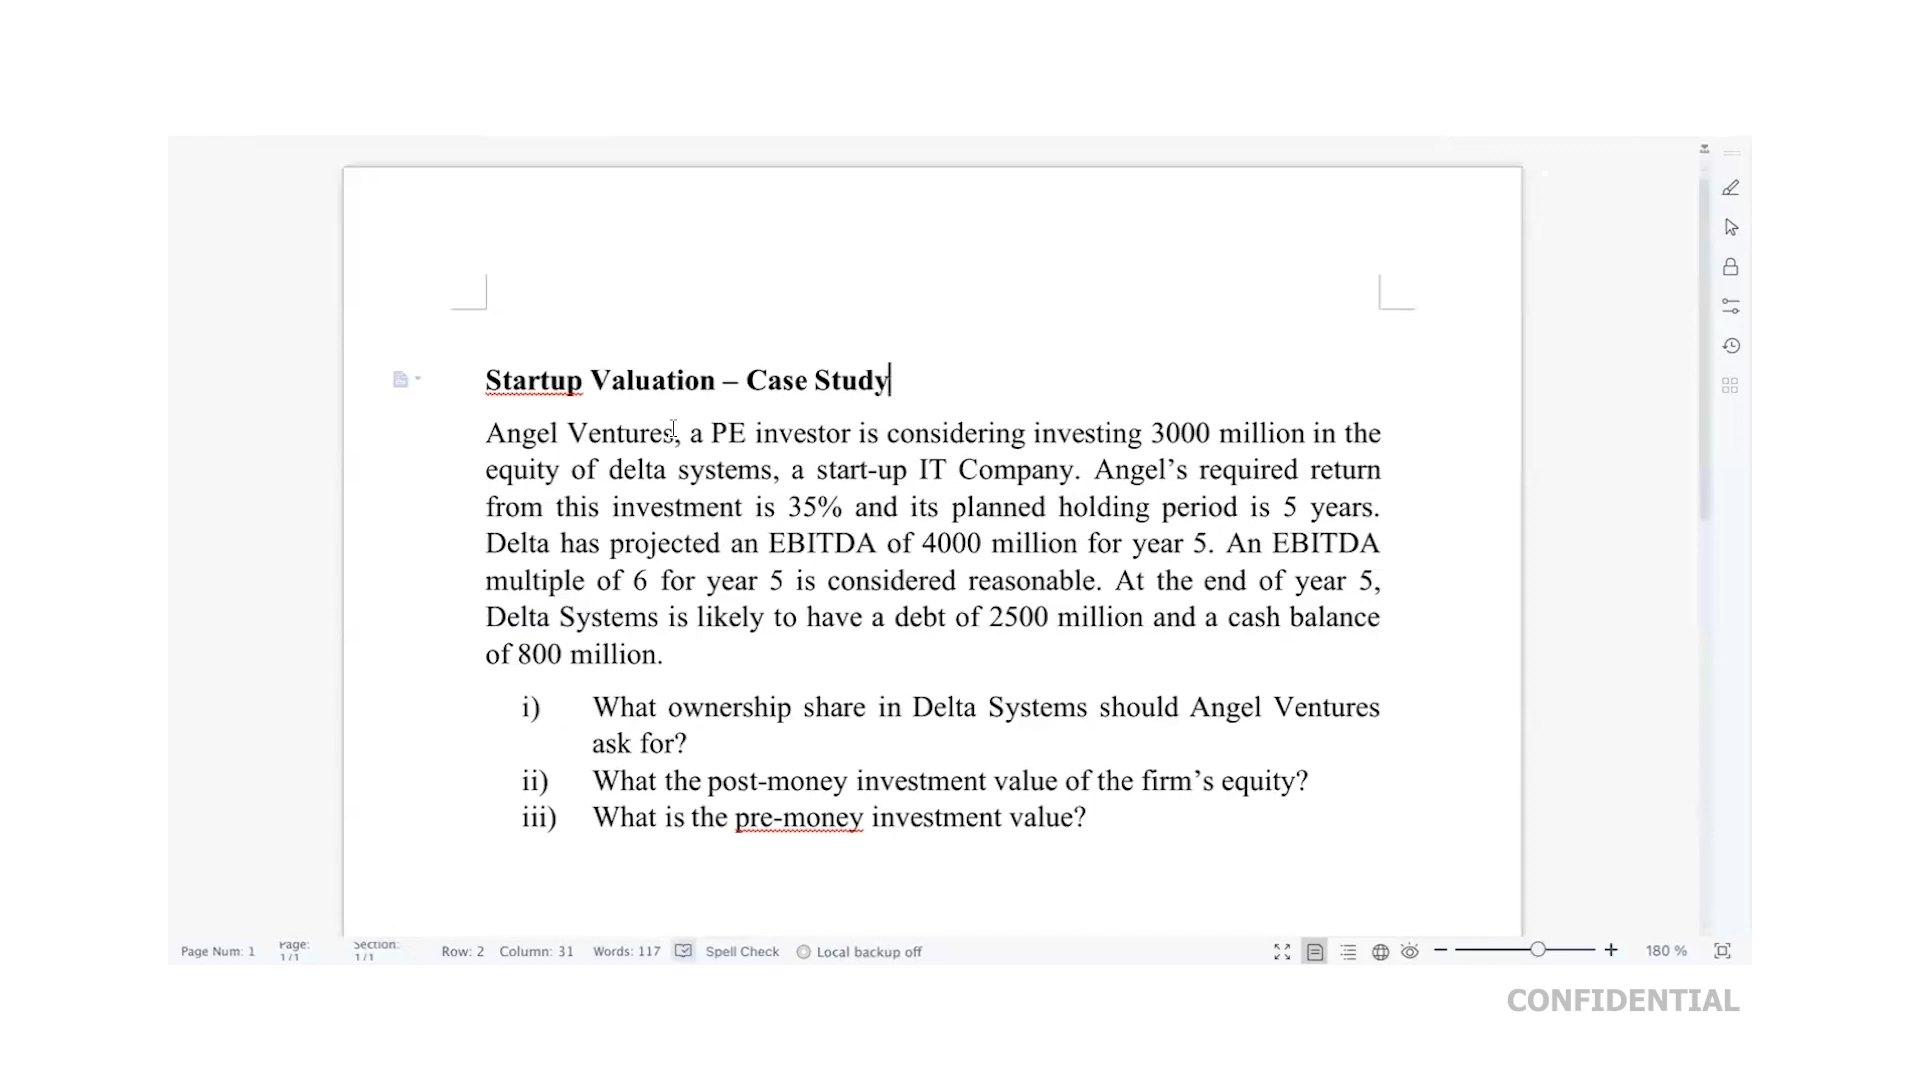 Startup Valuation – Case Study
Angel Ventures, a PE investor is considering investing 3000 million in the
equity of delta systems, a start-up IT Company. Angel’s required return
from this investment is 35% and its planned holding period is 5 years.
Delta has projected an EBITDA of 4000 million for year 5. An EBITDA
multiple of 6 for year 5 is considered reasonable. At the end of year 5,
Delta Systems is likely to have a debt of 2500 million and a cash balance
of 800 million.
i) What ownership share in Delta Systems should Angel Ventures
ask for?
ii) What the post-money investment value of the firm’s equity?
iii) What is the pre-money investment value?
Page Num: 1 Page: 1/1 Section: 1/1 Row: 2 Column: 31 Words: 117 Spell Check Local backup off 180 %
CONFIDENTIAL